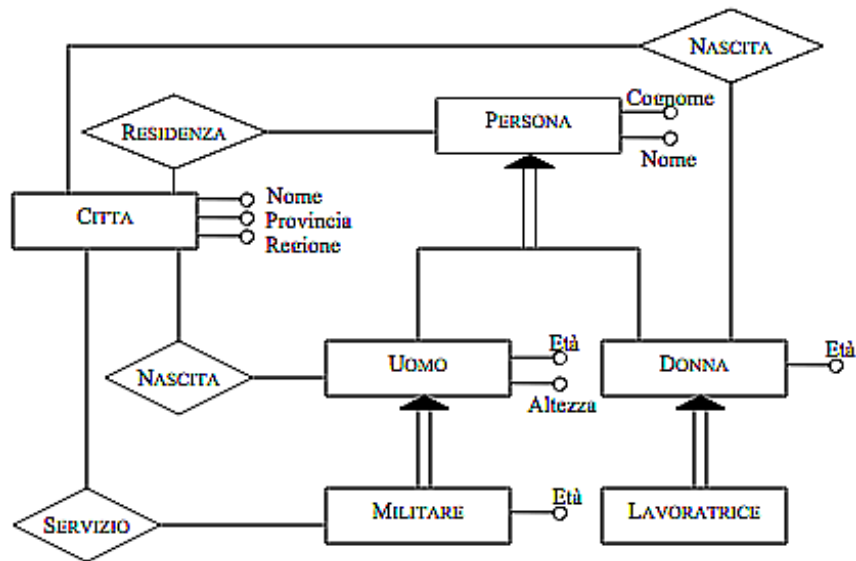 NASCITA
Cognome
PERSONA
RESIDENZA
Nome
CITTA
Nome
Provincia
Regione
Età
UOMO
DONNA
Età
NASCITA
Altezza
Età
MILITARE
LAVORATRICE
SERVIZIO